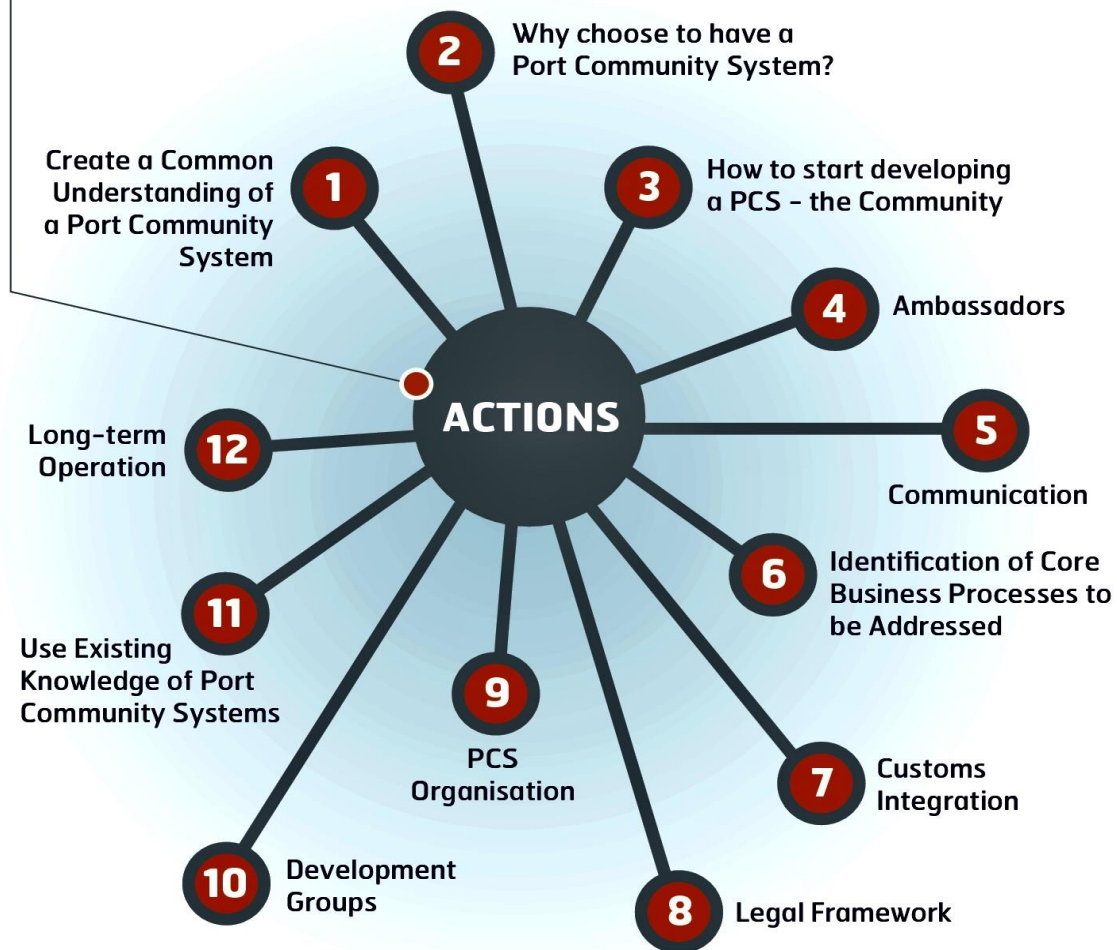 ACTIONS
1
Create a Common
Understanding of
a Port Community
System
2
Why choose to have a
Port Community System?
3
How to start developing
a PCS – the Community
4
Ambassadors
5
Communication
6
Identification of Core
Business Processes to
be Addressed
7
Customs
Integration
8
Legal Framework
9
PCS
Organisation
10
Development
Groups
11
Use Existing
Knowledge of Port
Community Systems
12
Long-term
Operation